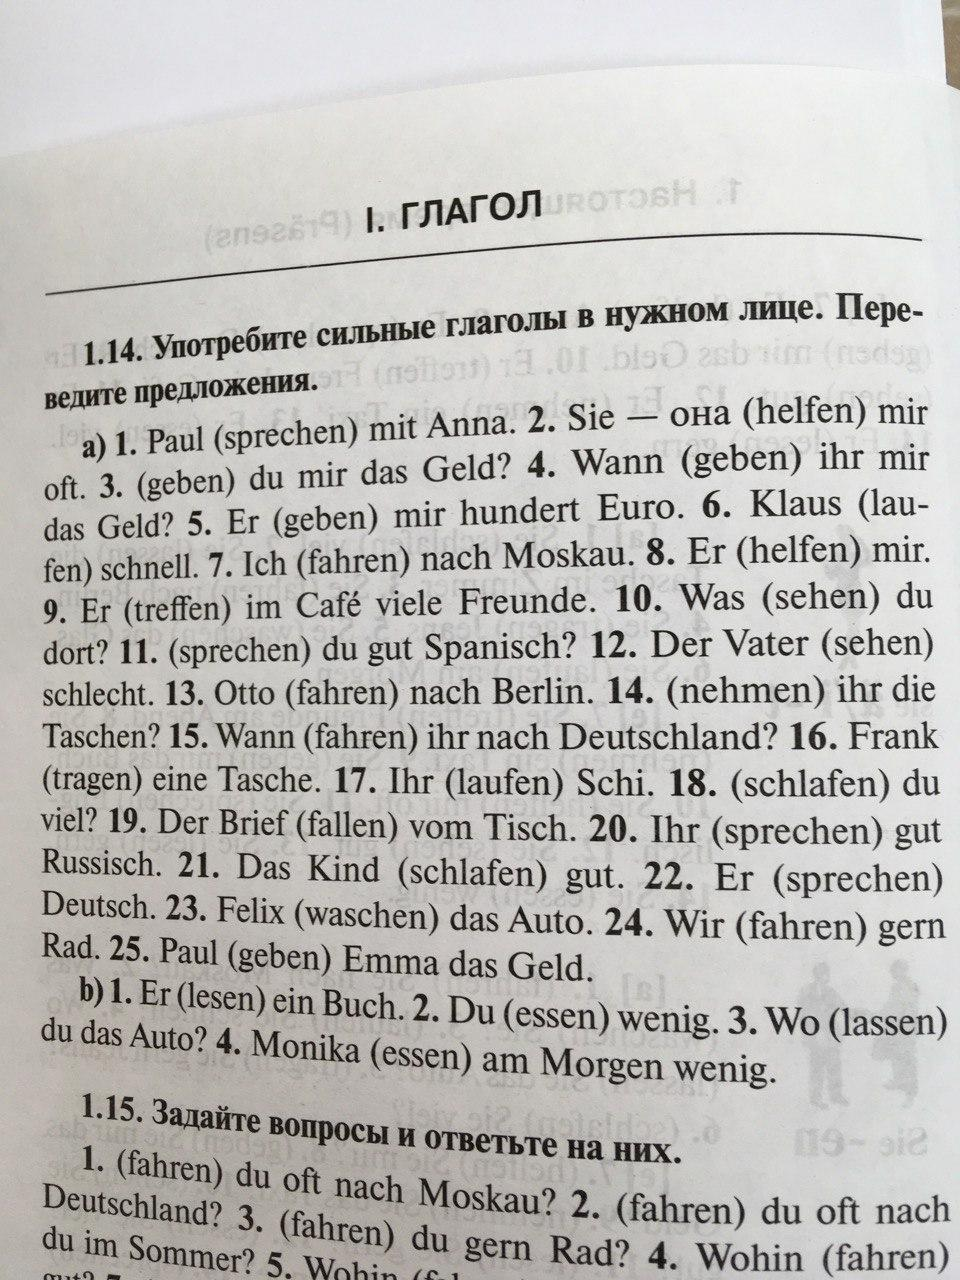 I. ГЛАГОЛ
1.14. Употребите сильные глаголы в нужном лице. Пере-
ведите предложения.
a) 1. Paul (sprechen) mit Anna. 2. Sie — она (helfen) mir
oft. 3. (geben) du mir das Geld? 4. Wann (geben) ihr mir
das Geld? 5. Er (geben) mir hundert Euro. 6. Klaus (lau-
fen) schnell. 7. Ich (fahren) nach Moskau. 8. Er (helfen) mir.
9. Er (treffen) im Café viele Freunde. 10. Was (sehen) du
dort? 11. (sprechen) du gut Spanisch? 12. Der Vater (sehen)
schlecht. 13. Otto (fahren) nach Berlin. 14. (nehmen) ihr die
Taschen? 15. Wann (fahren) ihr nach Deutschland? 16. Frank
(tragen) eine Tasche. 17. Ihr (laufen) Schi. 18. (schlafen) du
viel? 19. Der Brief (fallen) vom Tisch. 20. Ihr (sprechen) gut
Russisch. 21. Das Kind (schlafen) gut. 22. Er (sprechen)
Deutsch. 23. Felix (waschen) das Auto. 24. Wir (fahren) gern
Rad. 25. Paul (geben) Emma das Geld.
b) 1. Er (lesen) ein Buch. 2. Du (essen) wenig. 3. Wo (lassen)
du das Auto? 4. Monika (essen) am Morgen wenig.
1.15. Задайте вопросы и ответьте на них.
1. (fahren) du oft nach Moskau? 2. (fahren) du oft nach
Deutschland? 3. (fahren) du gern Rad? 4. Wohin (fahren)
du im Sommer? 5. Wohin